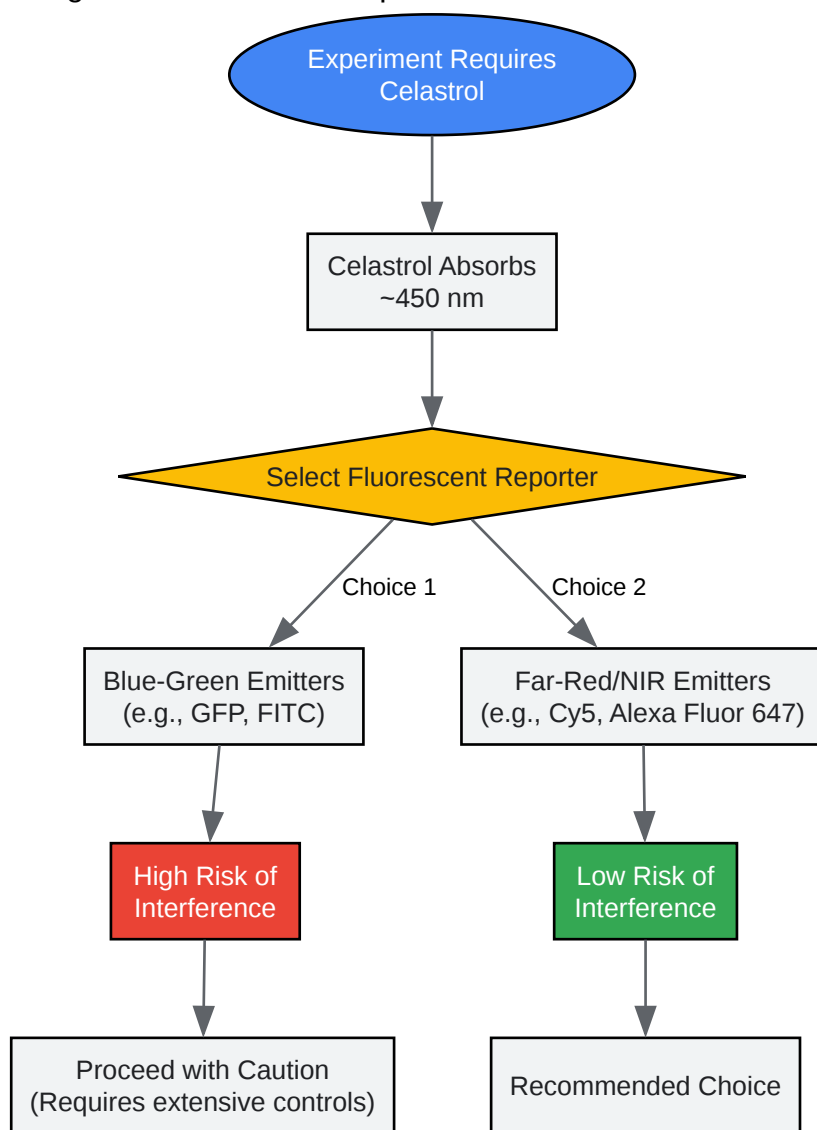 Experiment Requires
Celastrol
Celastrol Absorbs
~450 nm
Select Fluorescent Reporter
Choice 1
Choice 2
Blue-Green Emitters
(e.g., GFP, FITC)
Far-Red/NIR Emitters
(e.g., Cy5, Alexa Fluor 647)
High Risk of
Interference
Low Risk of
Interference
Proceed with Caution
(Requires extensive controls)
Recommended Choice